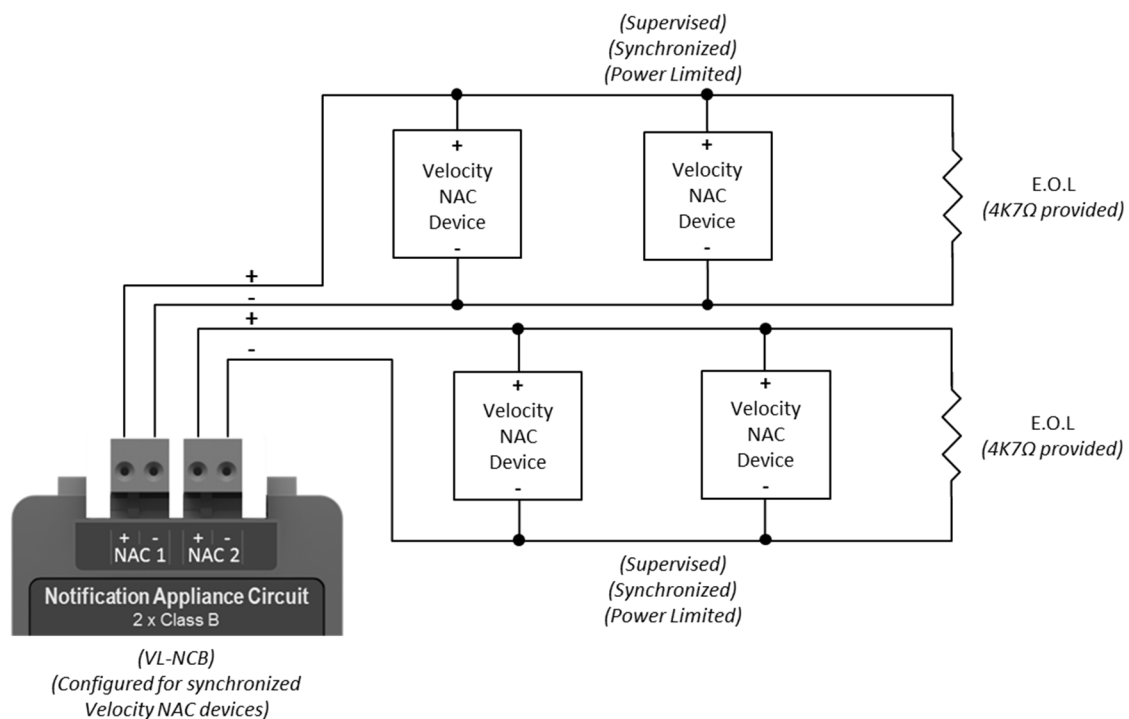 (Supervised)
(Synchronized)
(Power Limited)
+
Velocity
NAC
Device
-
+
Velocity
NAC
Device
-
E.O.L
(4K7Ω provided)
+
-
+
-
+
Velocity
NAC
Device
-
+
Velocity
NAC
Device
-
E.O.L
(4K7Ω provided)
+ - + -
NAC 1 NAC 2
Notification Appliance Circuit
2 x Class B
(Supervised)
(Synchronized)
(Power Limited)
(VL-NCB)
(Configured for synchronized
Velocity NAC devices)